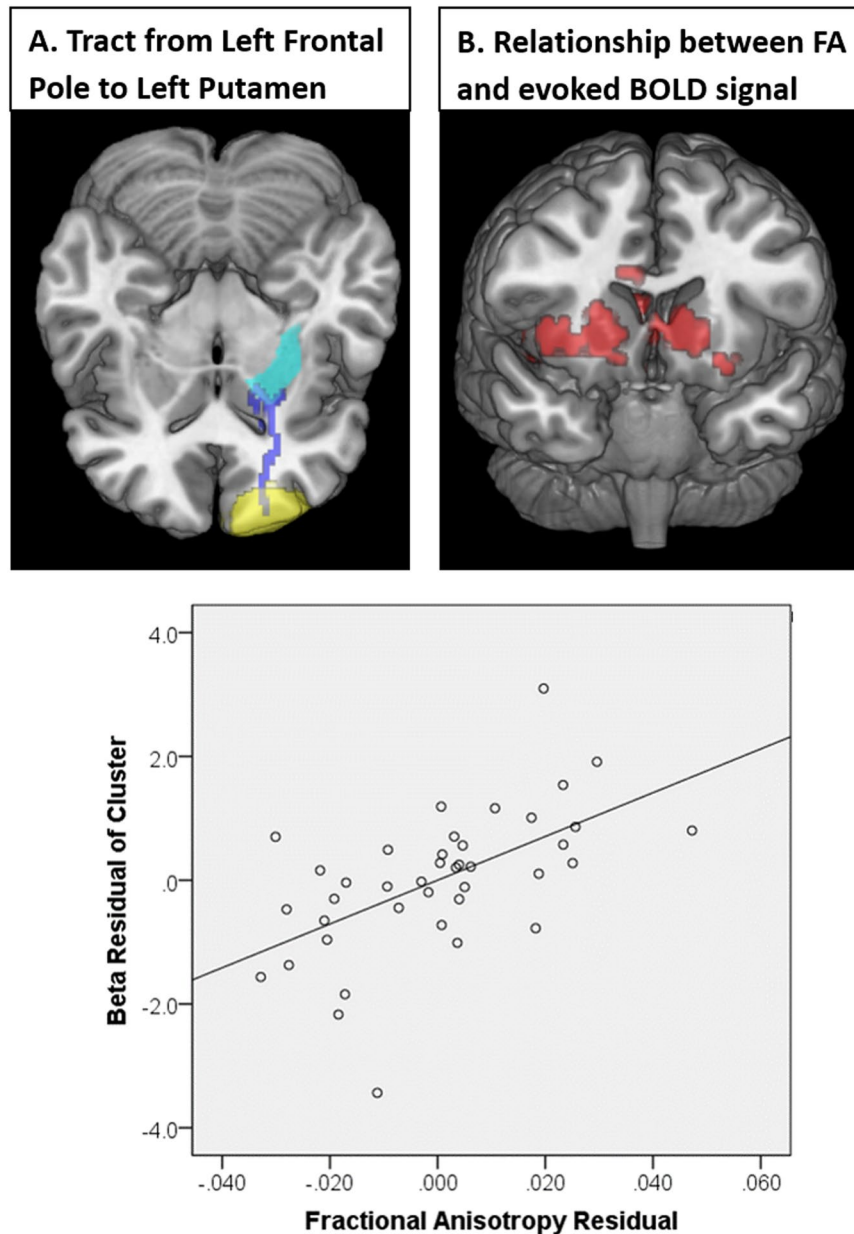 A. Tract from Left Frontal
Pole to Left Putamen
B. Relationship between FA
and evoked BOLD signal
4.0
2.0
.0
-2.0
-4.0
Beta Residual of Cluster
-.040
-.020
.000
.020
.040
.060
Fractional Anisotropy Residual